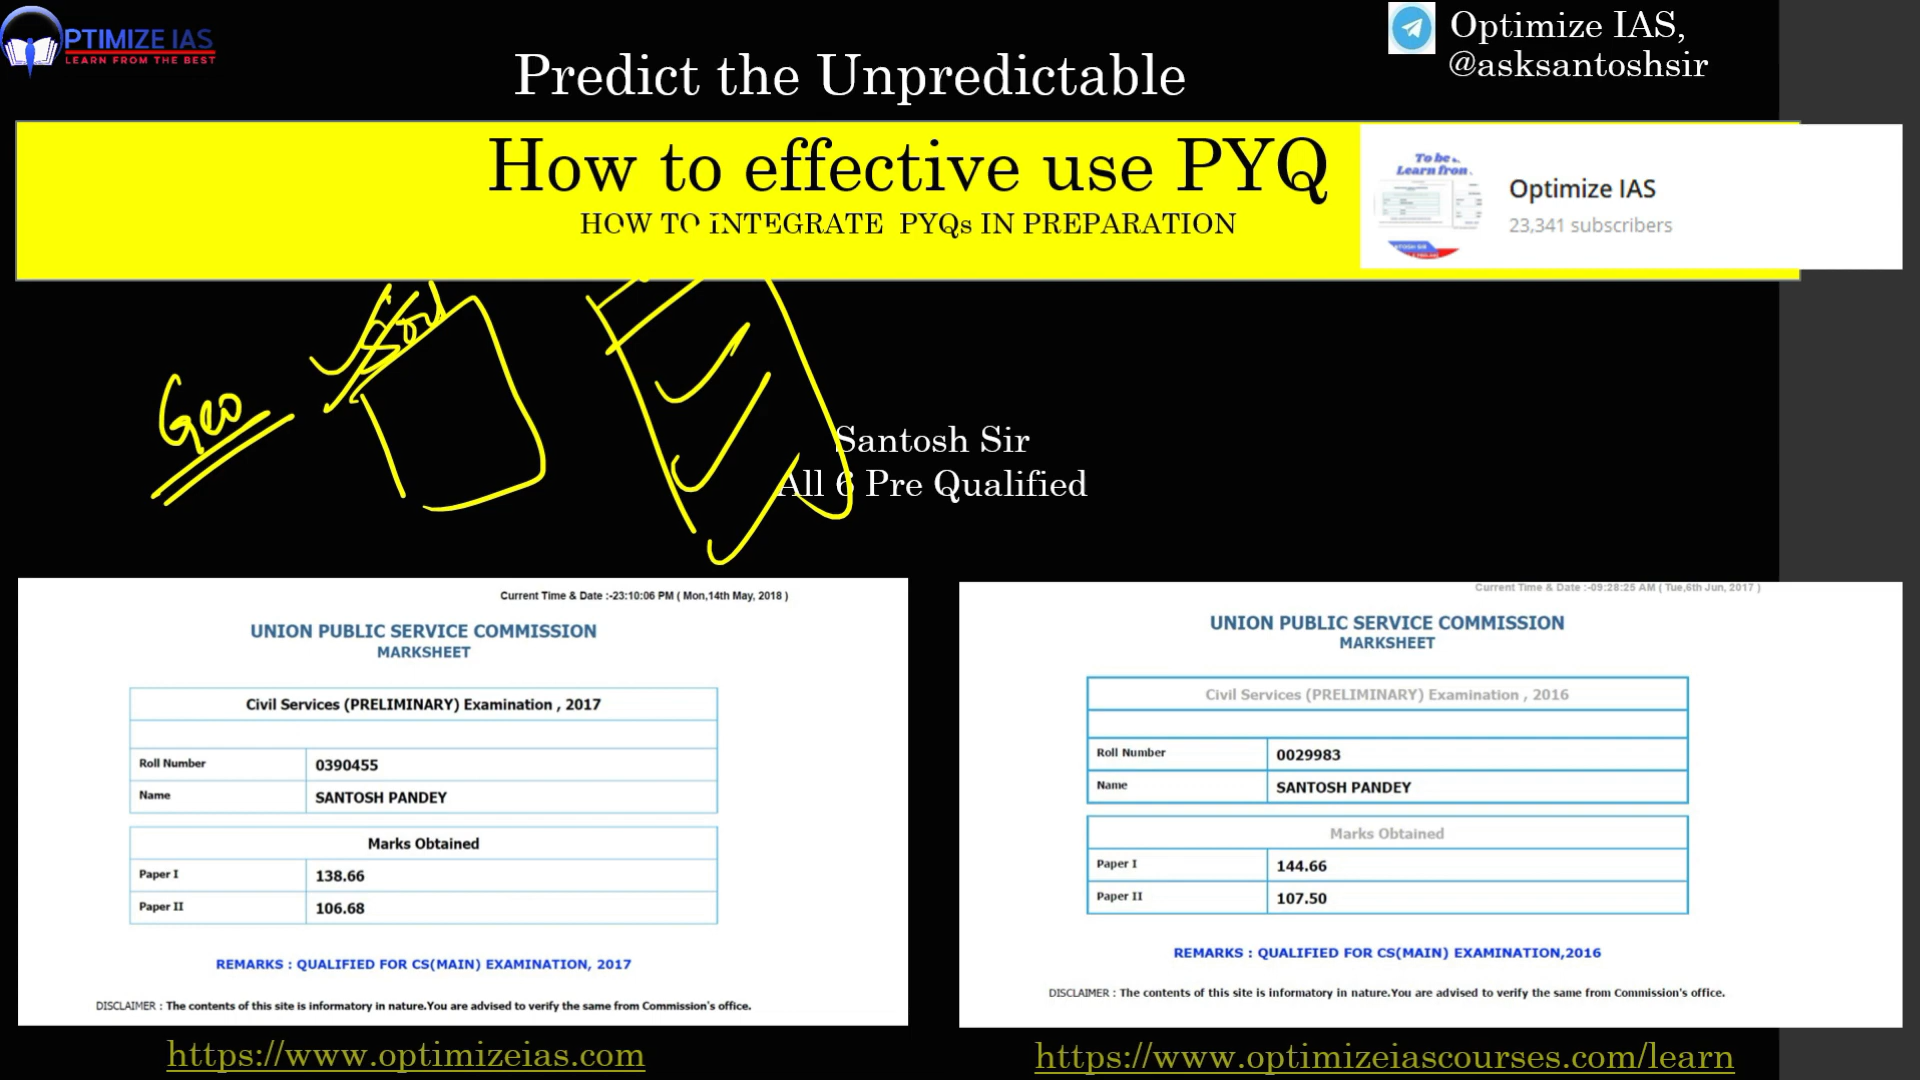 OPTIMIZE IAS
LEARN FROM THE BEST
Predict the Unpredictable
Optimize IAS,
@asksantoshsir
How to effective use PYQ
HOW TO INTEGRATE PYQs IN PREPARATION
To be
Learn from
Optimize IAS
23,341 subscribers
Geo
Santosh Sir
All 6 Pre Qualified
Current Time & Date :-23:10:06 PM ( Mon,14th May, 2018 )
UNION PUBLIC SERVICE COMMISSION
MARKSHEET
Civil Services (PRELIMINARY) Examination , 2017
Roll Number 0390455
Name SANTOSH PANDEY
Marks Obtained
Paper I 138.66
Paper II 106.68
REMARKS : QUALIFIED FOR CS(MAIN) EXAMINATION, 2017
DISCLAIMER : The contents of this site is informatory in nature.You are advised to verify the same from Commission's office.
Current Time & Date :-09:28:25 AM ( Tue,6th Jun, 2017 )
UNION PUBLIC SERVICE COMMISSION
MARKSHEET
Civil Services (PRELIMINARY) Examination , 2016
Roll Number 0029983
Name SANTOSH PANDEY
Marks Obtained
Paper I 144.66
Paper II 107.50
REMARKS : QUALIFIED FOR CS(MAIN) EXAMINATION,2016
DISCLAIMER : The contents of this site is informatory in nature.You are advised to verify the same from Commission's office.
https://www.optimizeias.com
https://www.optimizeiascourses.com/learn